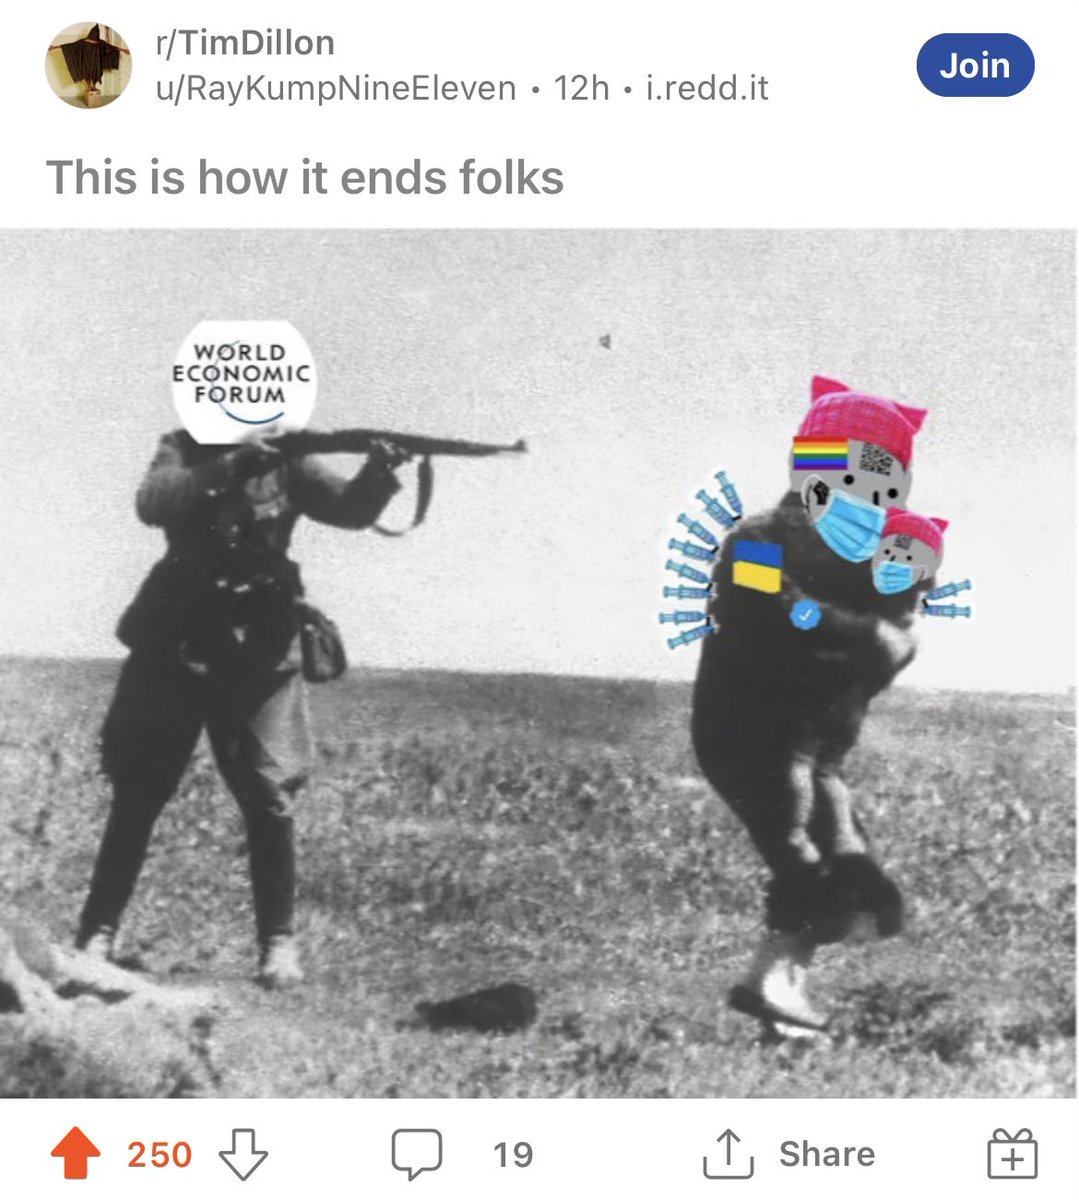 r/TimDillon
u/RayKumpNineEleven • 12h • i.redd.it
Join
This is how it ends folks
WORLD
ECONOMIC
FORUM
250
19
Share